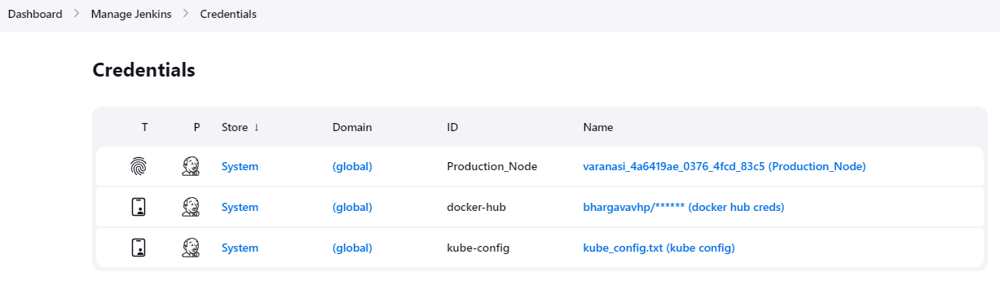 Dashboard > Manage Jenkins > Credentials
Credentials
T P Store ↓ Domain ID Name
System (global) Production_Node varanasi_4a6419ae_0376_4fcd_83c5 (Production_Node)
System (global) docker-hub bhargavavhp/****** (docker hub creds)
System (global) kube-config kube_config.txt (kube config)